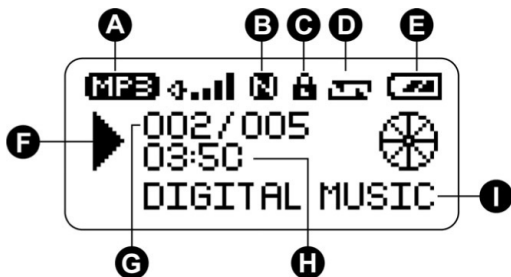 A B C D E
MP3 N
F 002/005
03:50
DIGITAL MUSIC I
G H